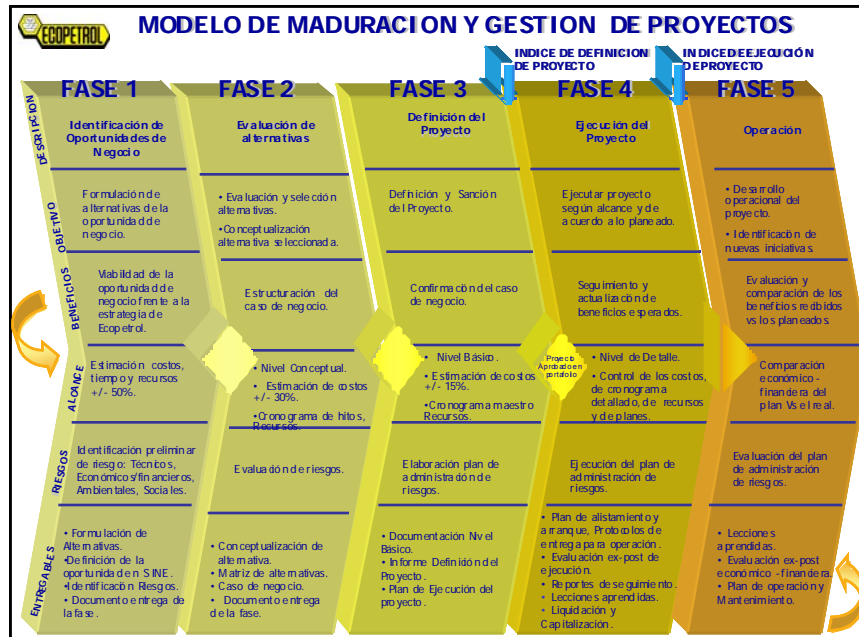 ECOPETROL
MODELO DE MADURACION Y GESTION DE PROYECTOS
INDICE DE DEFINICION
DE PROYECTO
INDICE DE EJECUCIÓN
DE PROYECTO
FASE 1
FASE 2
FASE 3
FASE 4
FASE 5
DESCRIPCION
Identificación de
Oportunidades de
Negocio
Evaluación de
alternativas
Definición del
Proyecto
Ejecución del
Proyecto
Operación
OBJETIVO
Formulación de
alternativas de la
oportunidad de
negocio.
• Evaluación y selección
alternativas.
•Conceptualización
alternativa seleccionada.
Definición y Sanción
del Proyecto.
Ejecutar proyecto
según alcance y de
acuerdo a lo planeado.
• Desarrollo
operacional del
proyecto.
• Identificación de
nuevas iniciativas.
BENEFICIOS
Viabilidad de la
oportunidad de
negocio frente a la
estrategia de
Ecopetrol.
Estructuración del
caso de negocio.
Confirmación del caso
de negocio.
Seguimiento y
actualización de
beneficios esperados.
Evaluación y
comparación de los
beneficios recibidos
vs los planeados.
ALCANCE
Estimación costos,
tiempo y recursos
+/- 50%.
• Nivel Conceptual.
• Estimación de costos
+/- 30%.
•Cronograma de hitos,
Recursos.
• Nivel Básico.
• Estimación de costos
+/- 15%.
•Cronograma maestro
Recursos.
Proyecto
Aprobado en
portafolio
• Nivel de Detalle.
• Control de los costos,
de cronograma
detallado, de recursos
y de planes.
Comparación
económico -
financiera del
plan Vs el real.
RIESGOS
Identificación preliminar
de riesgo: Técnicos,
Económicos/financieros,
Ambientales, Sociales.
Evaluación de riesgos.
Elaboración plan de
administración de
riesgos.
Ejecución del plan de
administración de
riesgos.
Evaluación del plan
de administración
de riesgos.
ENTREGABLES
• Formulación de
Alternativas.
•Definición de la
oportunidad en SINE.
•Identificación Riesgos.
• Documento entrega de
la fase.
• Conceptualización de
alternativa.
• Matriz de alternativas.
• Caso de negocio.
• Documento entrega
de la fase.
• Documentación Nivel
Básico.
• Informe Definición del
Proyecto.
• Plan de Ejecución del
proyecto.
• Plan de alistamiento y
arranque, Protocolos de
entrega para operación.
• Evaluación ex-post de
ejecución.
• Reportes de seguimiento.
• Lecciones aprendidas.
• Liquidación y
Capitalización.
• Lecciones
aprendidas.
• Evaluación ex-post
económico - financiera.
• Plan de operación y
Mantenimiento.